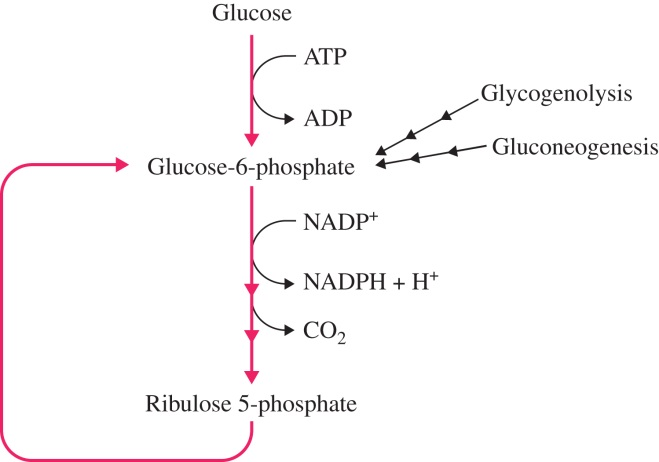 Glucose
ATP
ADP
Glycogenolysis
Gluconeogenesis
Glucose-6-phosphate
NADP⁺
NADPH + H⁺
CO₂
Ribulose 5-phosphate